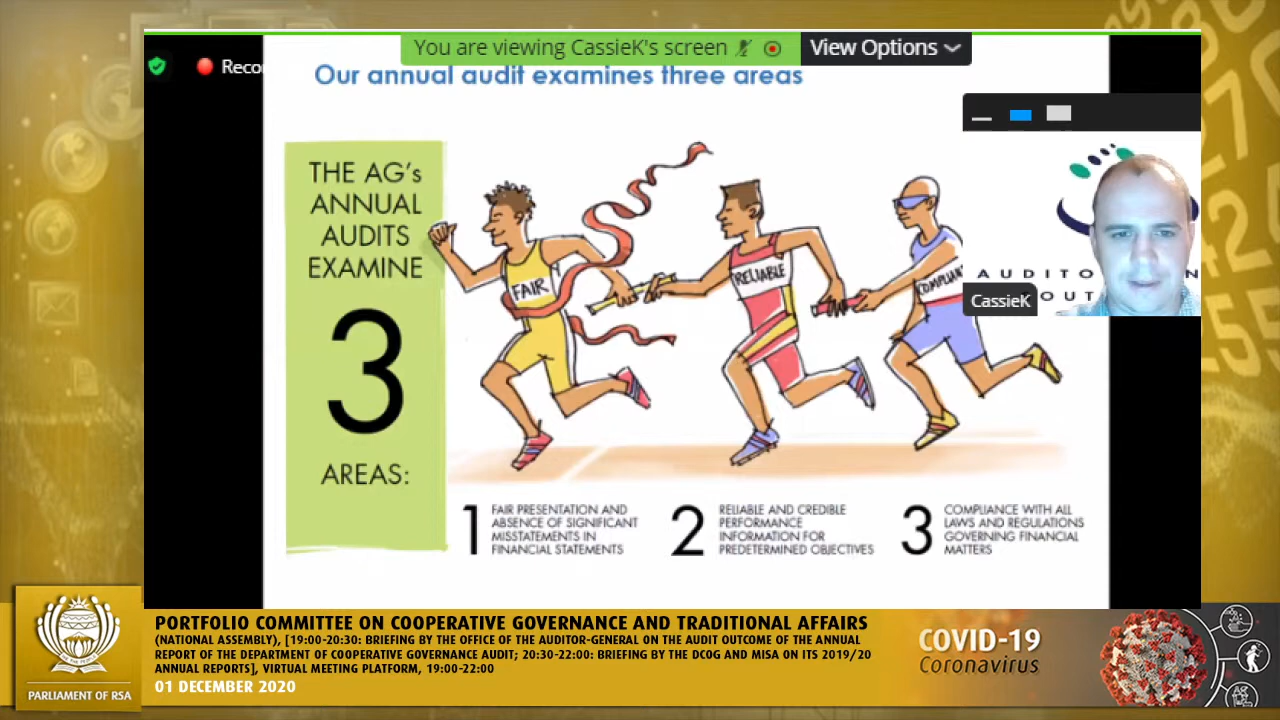 You are viewing CassieK's screen
View Options
Our annual audit examines three areas
THE AG's
ANNUAL
AUDITS
EXAMINE
3
AREAS:
FAIR
RELIABLE
CassieK
1 FAIR PRESENTATION AND
ABSENCE OF SIGNIFICANT
MISSTATEMENTS IN
FINANCIAL STATEMENTS
2 RELIABLE AND CREDIBLE
PERFORMANCE
INFORMATION FOR
PREDETERMINED OBJECTIVES
3 COMPLIANCE WITH ALL
LAWS AND REGULATIONS
GOVERNING FINANCIAL
MATTERS
PARLIAMENT OF RSA
PORTFOLIO COMMITTEE ON COOPERATIVE GOVERNANCE AND TRADITIONAL AFFAIRS
(NATIONAL ASSEMBLY), [19:00-20:30: BRIEFING BY THE OFFICE OF THE AUDITOR-GENERAL ON THE AUDIT OUTCOME OF THE ANNUAL
REPORT OF THE DEPARTMENT OF COOPERATIVE GOVERNANCE AUDIT; 20:30-22:00: BRIEFING BY THE DCOG AND MISA ON ITS 2019/20
ANNUAL REPORTS], VIRTUAL MEETING PLATFORM, 19:00-22:00
01 DECEMBER 2020
COVID-19
Coronavirus